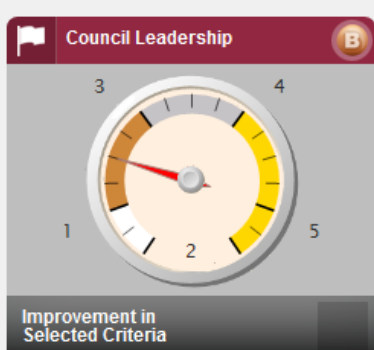 Council Leadership B
3 4
1 5
2
Improvement in
Selected Criteria